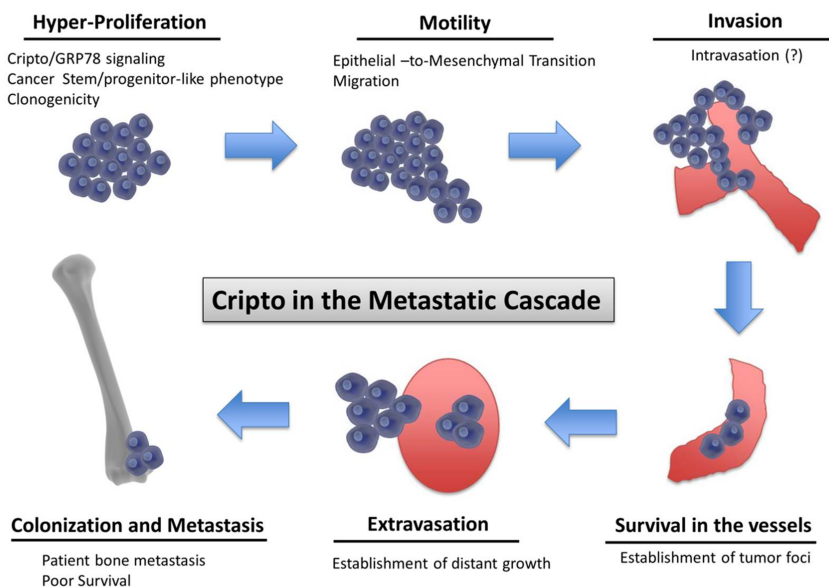 Hyper-Proliferation
Cripto/GRP78 signaling
Cancer Stem/progenitor-like phenotype
Clonogenicity
Motility
Epithelial –to-Mesenchymal Transition
Migration
Invasion
Intravasation (?)
Cripto in the Metastatic Cascade
Colonization and Metastasis
Patient bone metastasis
Poor Survival
Extravasation
Establishment of distant growth
Survival in the vessels
Establishment of tumor foci